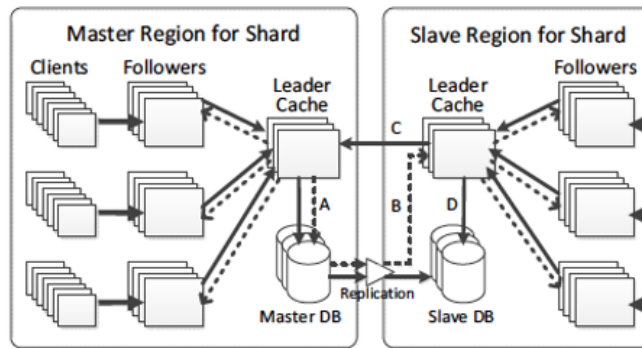 Master Region for Shard
Slave Region for Shard
Clients
Followers
Leader
Cache
Leader
Cache
Followers
C
A
B
D
Replication
Master DB
Slave DB